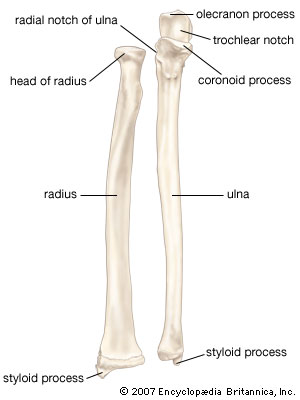 olecranon process
radial notch of ulna
trochlear notch
head of radius
coronoid process
radius
ulna
styloid process
styloid process
© 2007 Encyclopædia Britannica, Inc.